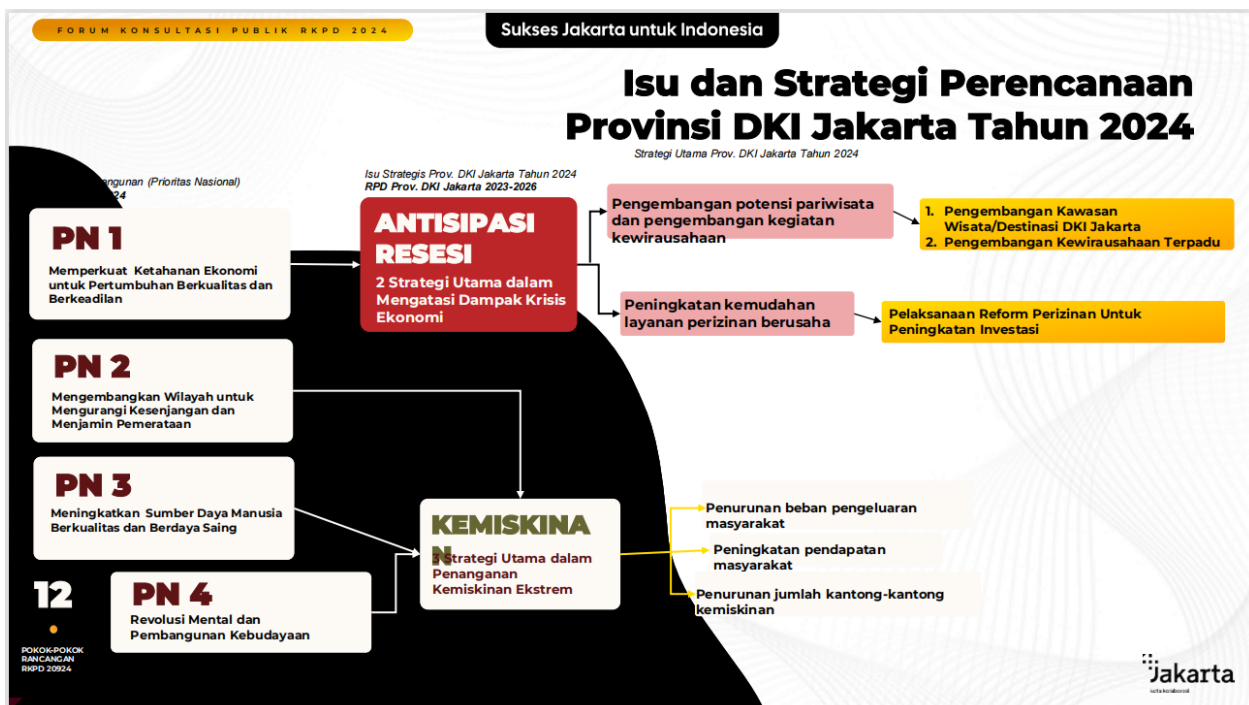 FORUM KONSULTASI PUBLIK RKPD 2024
Sukses Jakarta untuk Indonesia
Isu dan Strategi Perencanaan
Provinsi DKI Jakarta Tahun 2024
Strategi Utama Prov. DKI Jakarta Tahun 2024
(Prioritas Nasional)
Isu Strategis Prov. DKI Jakarta Tahun 2024
RPD Prov. DKI Jakarta 2023-2026
PN 1
Memperkuat Ketahanan Ekonomi
untuk Pertumbuhan Berkualitas dan
Berkeadilan
ANTISIPASI
RESESI
2 Strategi Utama dalam
Mengatasi Dampak Krisis
Ekonomi
Pengembangan potensi pariwisata
dan pengembangan kegiatan
kewirausahaan
1. Pengembangan Kawasan
Wisata/Destinasi DKI Jakarta
2. Pengembangan Kewirausahaan Terpadu
Peningkatan kemudahan
layanan perizinan berusaha
Pelaksanaan Reform Perizinan Untuk
Peningkatan Investasi
PN 2
Mengembangkan Wilayah untuk
Mengurangi Kesenjangan dan
Menjamin Pemerataan
PN 3
Meningkatkan Sumber Daya Manusia
Berkualitas dan Berdaya Saing
PN 4
Revolusi Mental dan
Pembangunan Kebudayaan
KEMISKINA
N
3 Strategi Utama dalam
Penanganan
Kemiskinan Ekstrem
Penurunan beban pengeluaran
masyarakat
Peningkatan pendapatan
masyarakat
Penurunan jumlah kantong-kantong
kemiskinan
12
POKOK-POKOK
RANCANGAN
RKPD 20924
Jakarta
kota kolaborasi